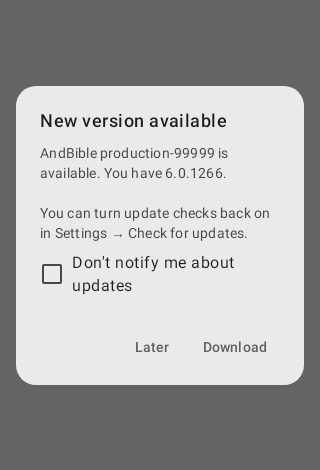 New version available
AndBible production-99999 is
available. You have 6.0.1266.
You can turn update checks back on
in Settings → Check for updates.
Don't notify me about
updates
Later
Download